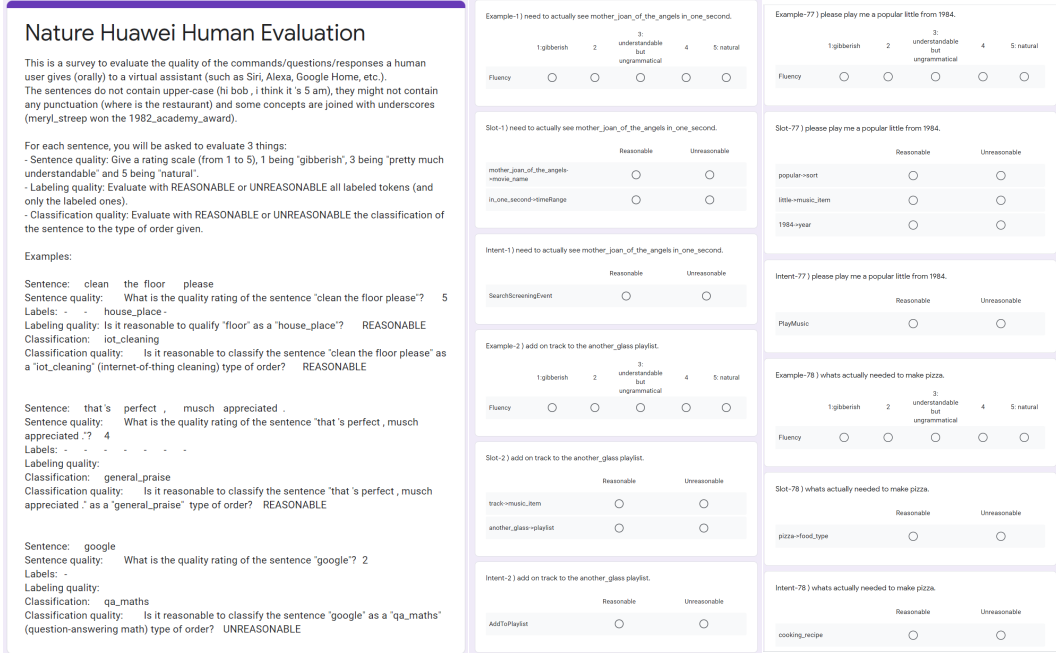 Nature Huawei Human Evaluation
This is a survey to evaluate the quality of the commands/questions/responses a human
user gives (orally) to a virtual assistant (such as Siri, Alexa, Google Home, etc.).
The sentences do not contain upper-case (hi bob , i think it 's 5 am), they might not contain
any punctuation (where is the restaurant) and some concepts are joined with underscores
(meryl_streep won the 1982_academy_award).
For each sentence, you will be asked to evaluate 3 things:
- Sentence quality: Give a rating scale (from 1 to 5), 1 being "gibberish", 3 being "pretty much
understandable" and 5 being "natural".
- Labeling quality: Evaluate with REASONABLE or UNREASONABLE all labeled tokens (and
only the labeled ones).
- Classification quality: Evaluate with REASONABLE or UNREASONABLE the classification of
the sentence to the type of order given.
Examples:
Sentence: clean the floor please
Sentence quality: What is the quality rating of the sentence "clean the floor please"? 5
Labels: - - house_place -
Labeling quality: Is it reasonable to qualify "floor" as a "house_place"? REASONABLE
Classification: iot_cleaning
Classification quality: Is it reasonable to classify the sentence "clean the floor please" as
a "iot_cleaning" (internet-of-thing cleaning) type of order? REASONABLE
Sentence: that 's perfect , musch appreciated .
Sentence quality: What is the quality rating of the sentence "that 's perfect , musch
appreciated ."? 4
Labels: - - - - - - -
Labeling quality:
Classification: general_praise
Classification quality: Is it reasonable to classify the sentence "that 's perfect , musch
appreciated ." as a "general_praise" type of order? REASONABLE
Sentence: google
Sentence quality: What is the quality rating of the sentence "google"? 2
Labels: -
Labeling quality:
Classification: qa_maths
Classification quality: Is it reasonable to classify the sentence "google" as a "qa_maths"
(question-answering math) type of order? UNREASONABLE
Example-1 ) need to actually see mother_joan_of_the_angels in_one_second.
1:gibberish 2 3: understandable but ungrammatical 4 5: natural
Fluency
Slot-1 ) need to actually see mother_joan_of_the_angels in_one_second.
Reasonable Unreasonable
mother_joan_of_the_angels-
>movie_name
in_one_second->timeRange
Intent-1 ) need to actually see mother_joan_of_the_angels in_one_second.
Reasonable Unreasonable
SearchScreeningEvent
Example-2 ) add on track to the another_glass playlist.
1:gibberish 2 3: understandable but ungrammatical 4 5: natural
Fluency
Slot-2 ) add on track to the another_glass playlist.
Reasonable Unreasonable
track->music_item
another_glass->playlist
Intent-2 ) add on track to the another_glass playlist.
Reasonable Unreasonable
AddToPlaylist
Example-77 ) please play me a popular little from 1984.
1:gibberish 2 3: understandable but ungrammatical 4 5: natural
Fluency
Slot-77 ) please play me a popular little from 1984.
Reasonable Unreasonable
popular->sort
little->music_item
1984->year
Intent-77 ) please play me a popular little from 1984.
Reasonable Unreasonable
PlayMusic
Example-78 ) whats actually needed to make pizza.
1:gibberish 2 3: understandable but ungrammatical 4 5: natural
Fluency
Slot-78 ) whats actually needed to make pizza.
Reasonable Unreasonable
pizza->food_type
Intent-78 ) whats actually needed to make pizza.
Reasonable Unreasonable
cooking_recipe